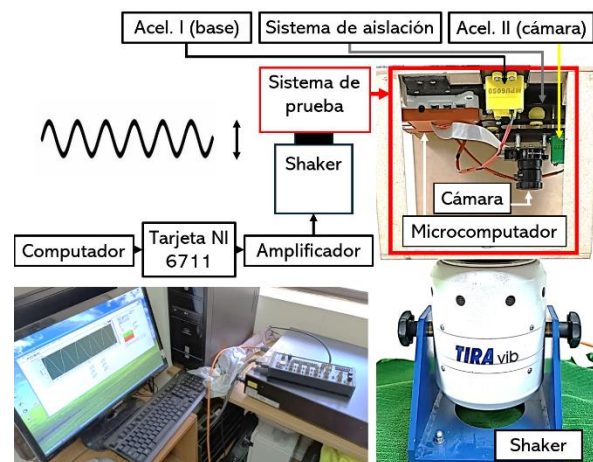 Acel. I (base)
Sistema de aislación
Acel. II (cámara)
Sistema de
prueba
MPU6050
Shaker
Cámara
Microcomputador
Computador
Tarjeta NI
6711
Amplificador
TIRA vib
Shaker